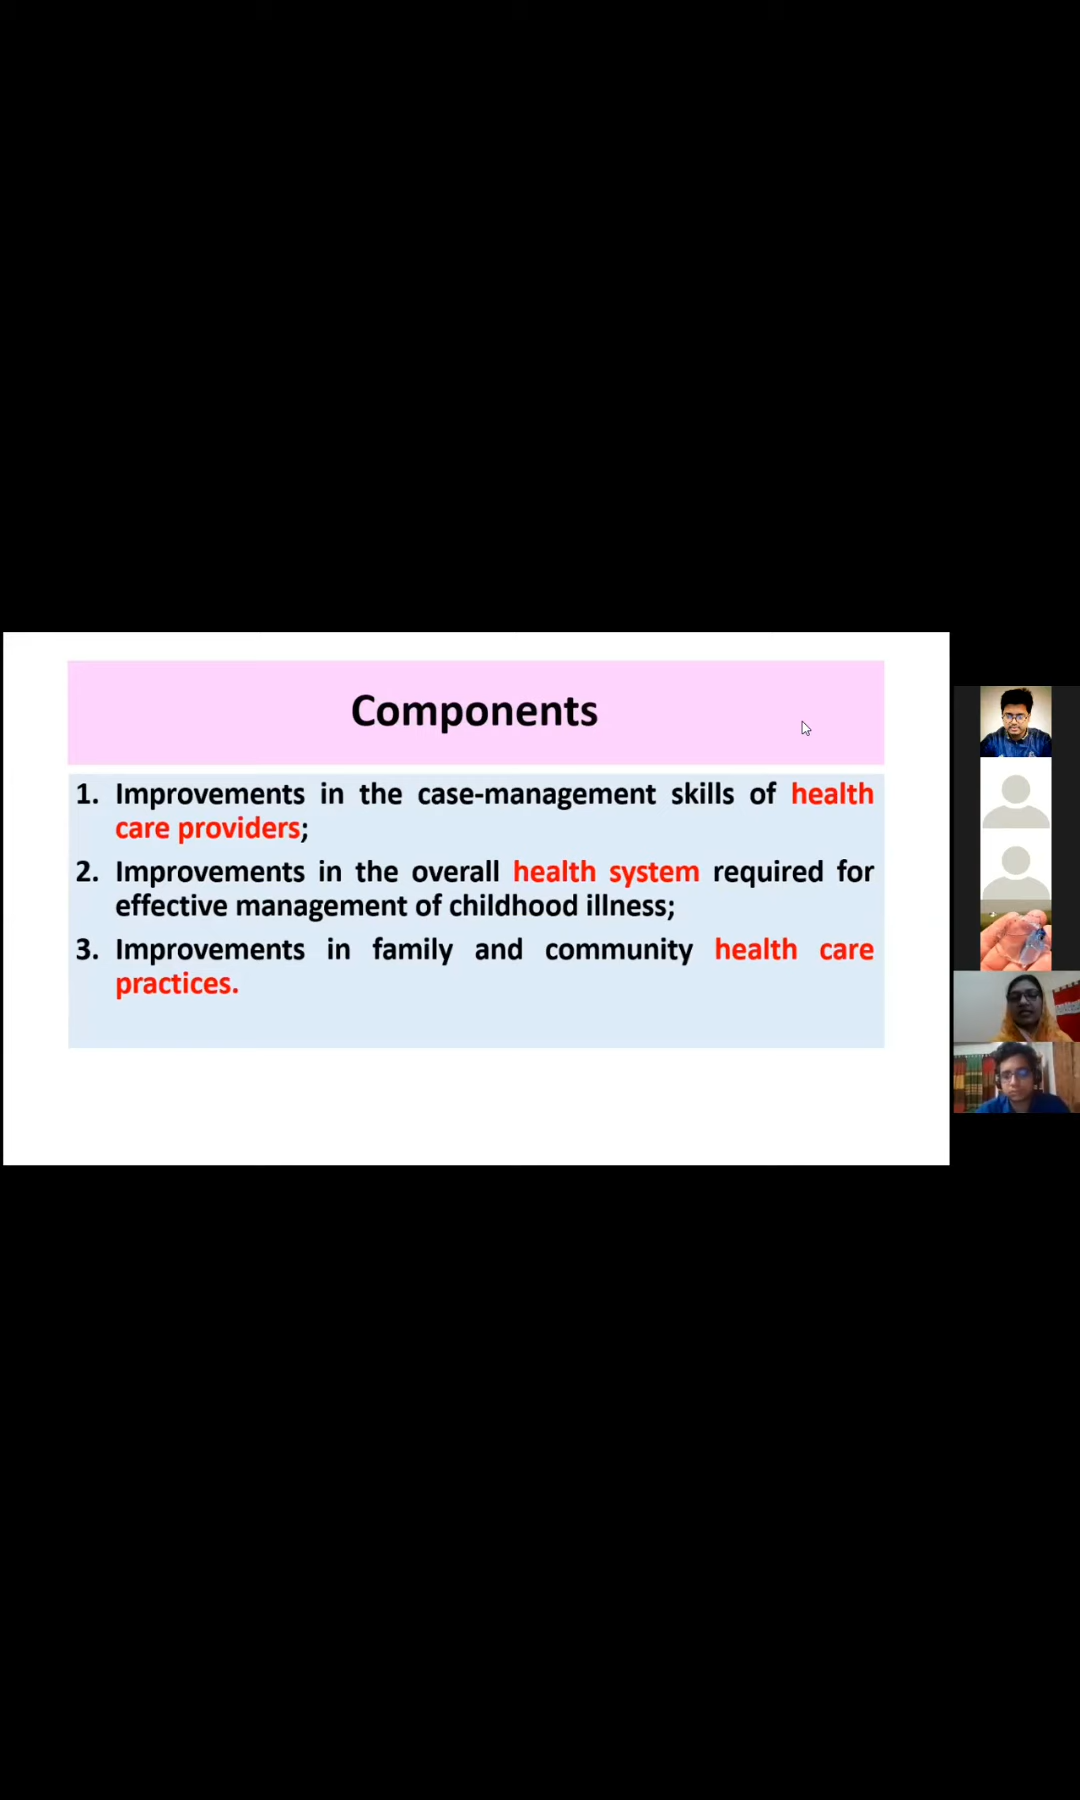 Components
1. Improvements in the case-management skills of health
care providers;
2. Improvements in the overall health system required for
effective management of childhood illness;
3. Improvements in family and community health care
practices.